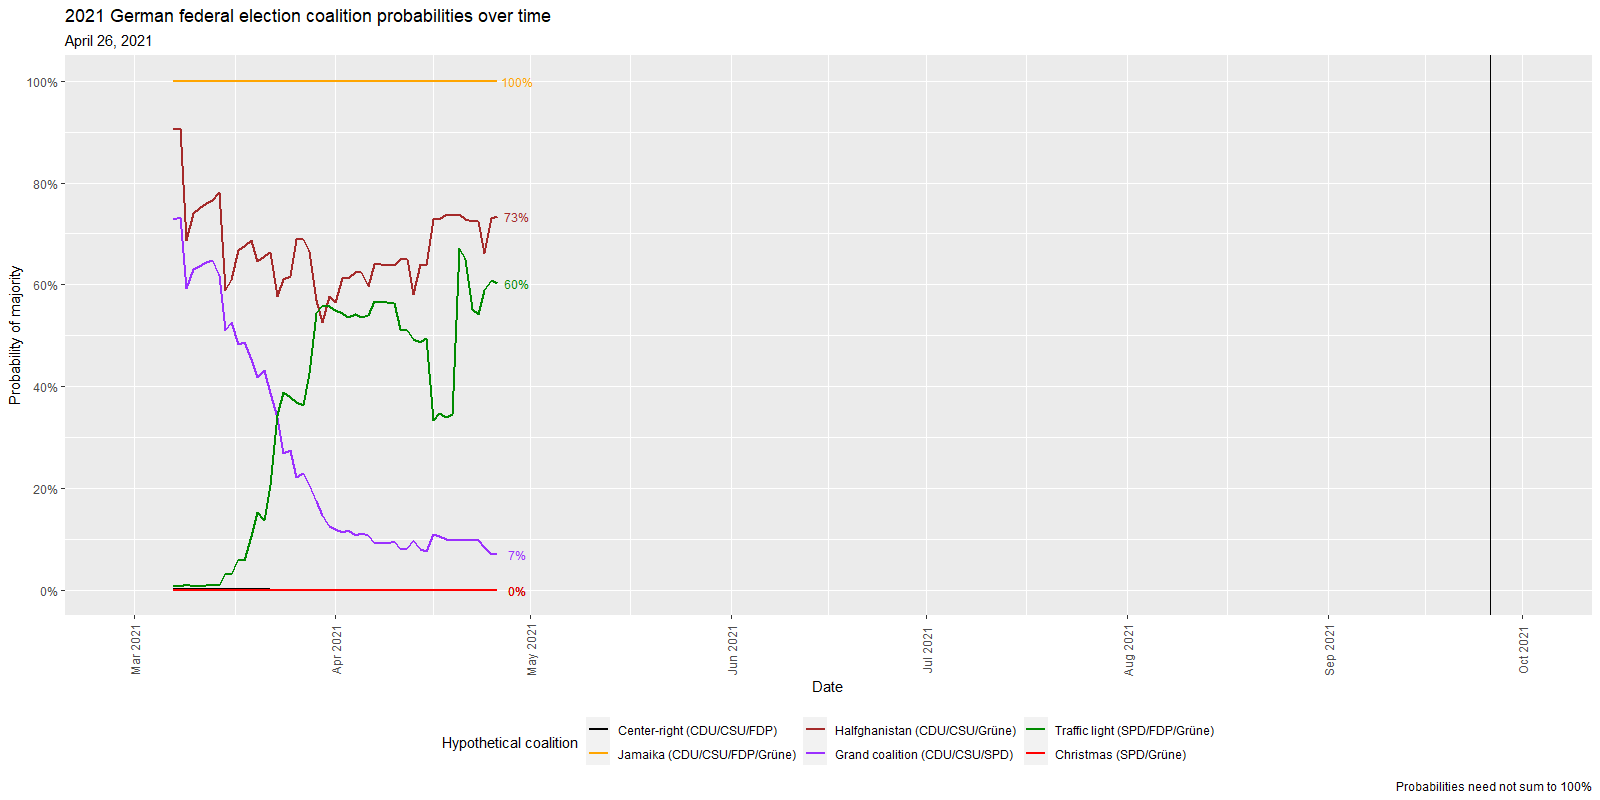 2021 German federal election coalition probabilities over time
April 26, 2021
Probability of majority
100%
80%
60%
40%
20%
0%
100%
73%
60%
7%
0%
Mar 2021
Apr 2021
May 2021
Jun 2021
Jul 2021
Aug 2021
Sep 2021
Oct 2021
Date
Hypothetical coalition
Center-right (CDU/CSU/FDP)
Jamaika (CDU/CSU/FDP/Grüne)
Halfghanistan (CDU/CSU/Grüne)
Grand coalition (CDU/CSU/SPD)
Traffic light (SPD/FDP/Grüne)
Christmas (SPD/Grüne)
Probabilities need not sum to 100%